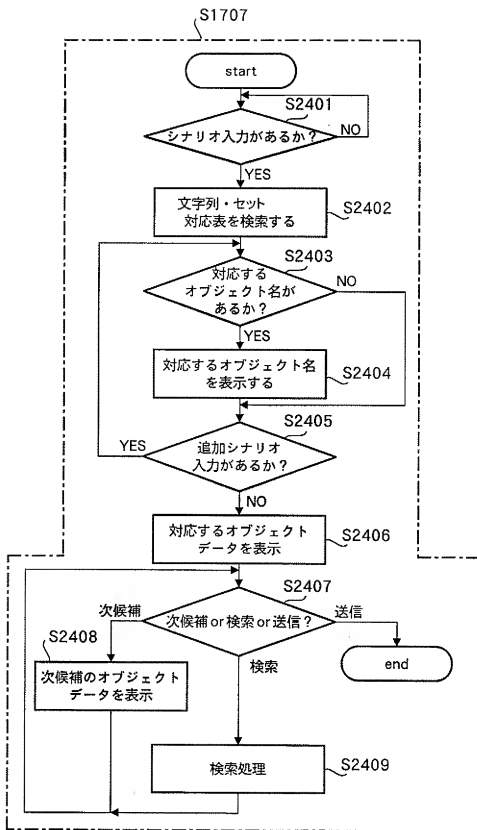 S1707
start
S2401
シナリオ入力があるか?
NO
YES
文字列・セット
対応表を検索する
S2402
S2403
対応する
オブジェクト名が
あるか?
NO
YES
対応するオブジェクト名
を表示する
S2404
S2405
YES
追加シナリオ
入力があるか?
NO
対応するオブジェクト
データを表示
S2406
S2407
次候補
次候補or検索or送信?
送信
S2408
検索
end
次候補のオブジェクト
データを表示
検索処理
S2409